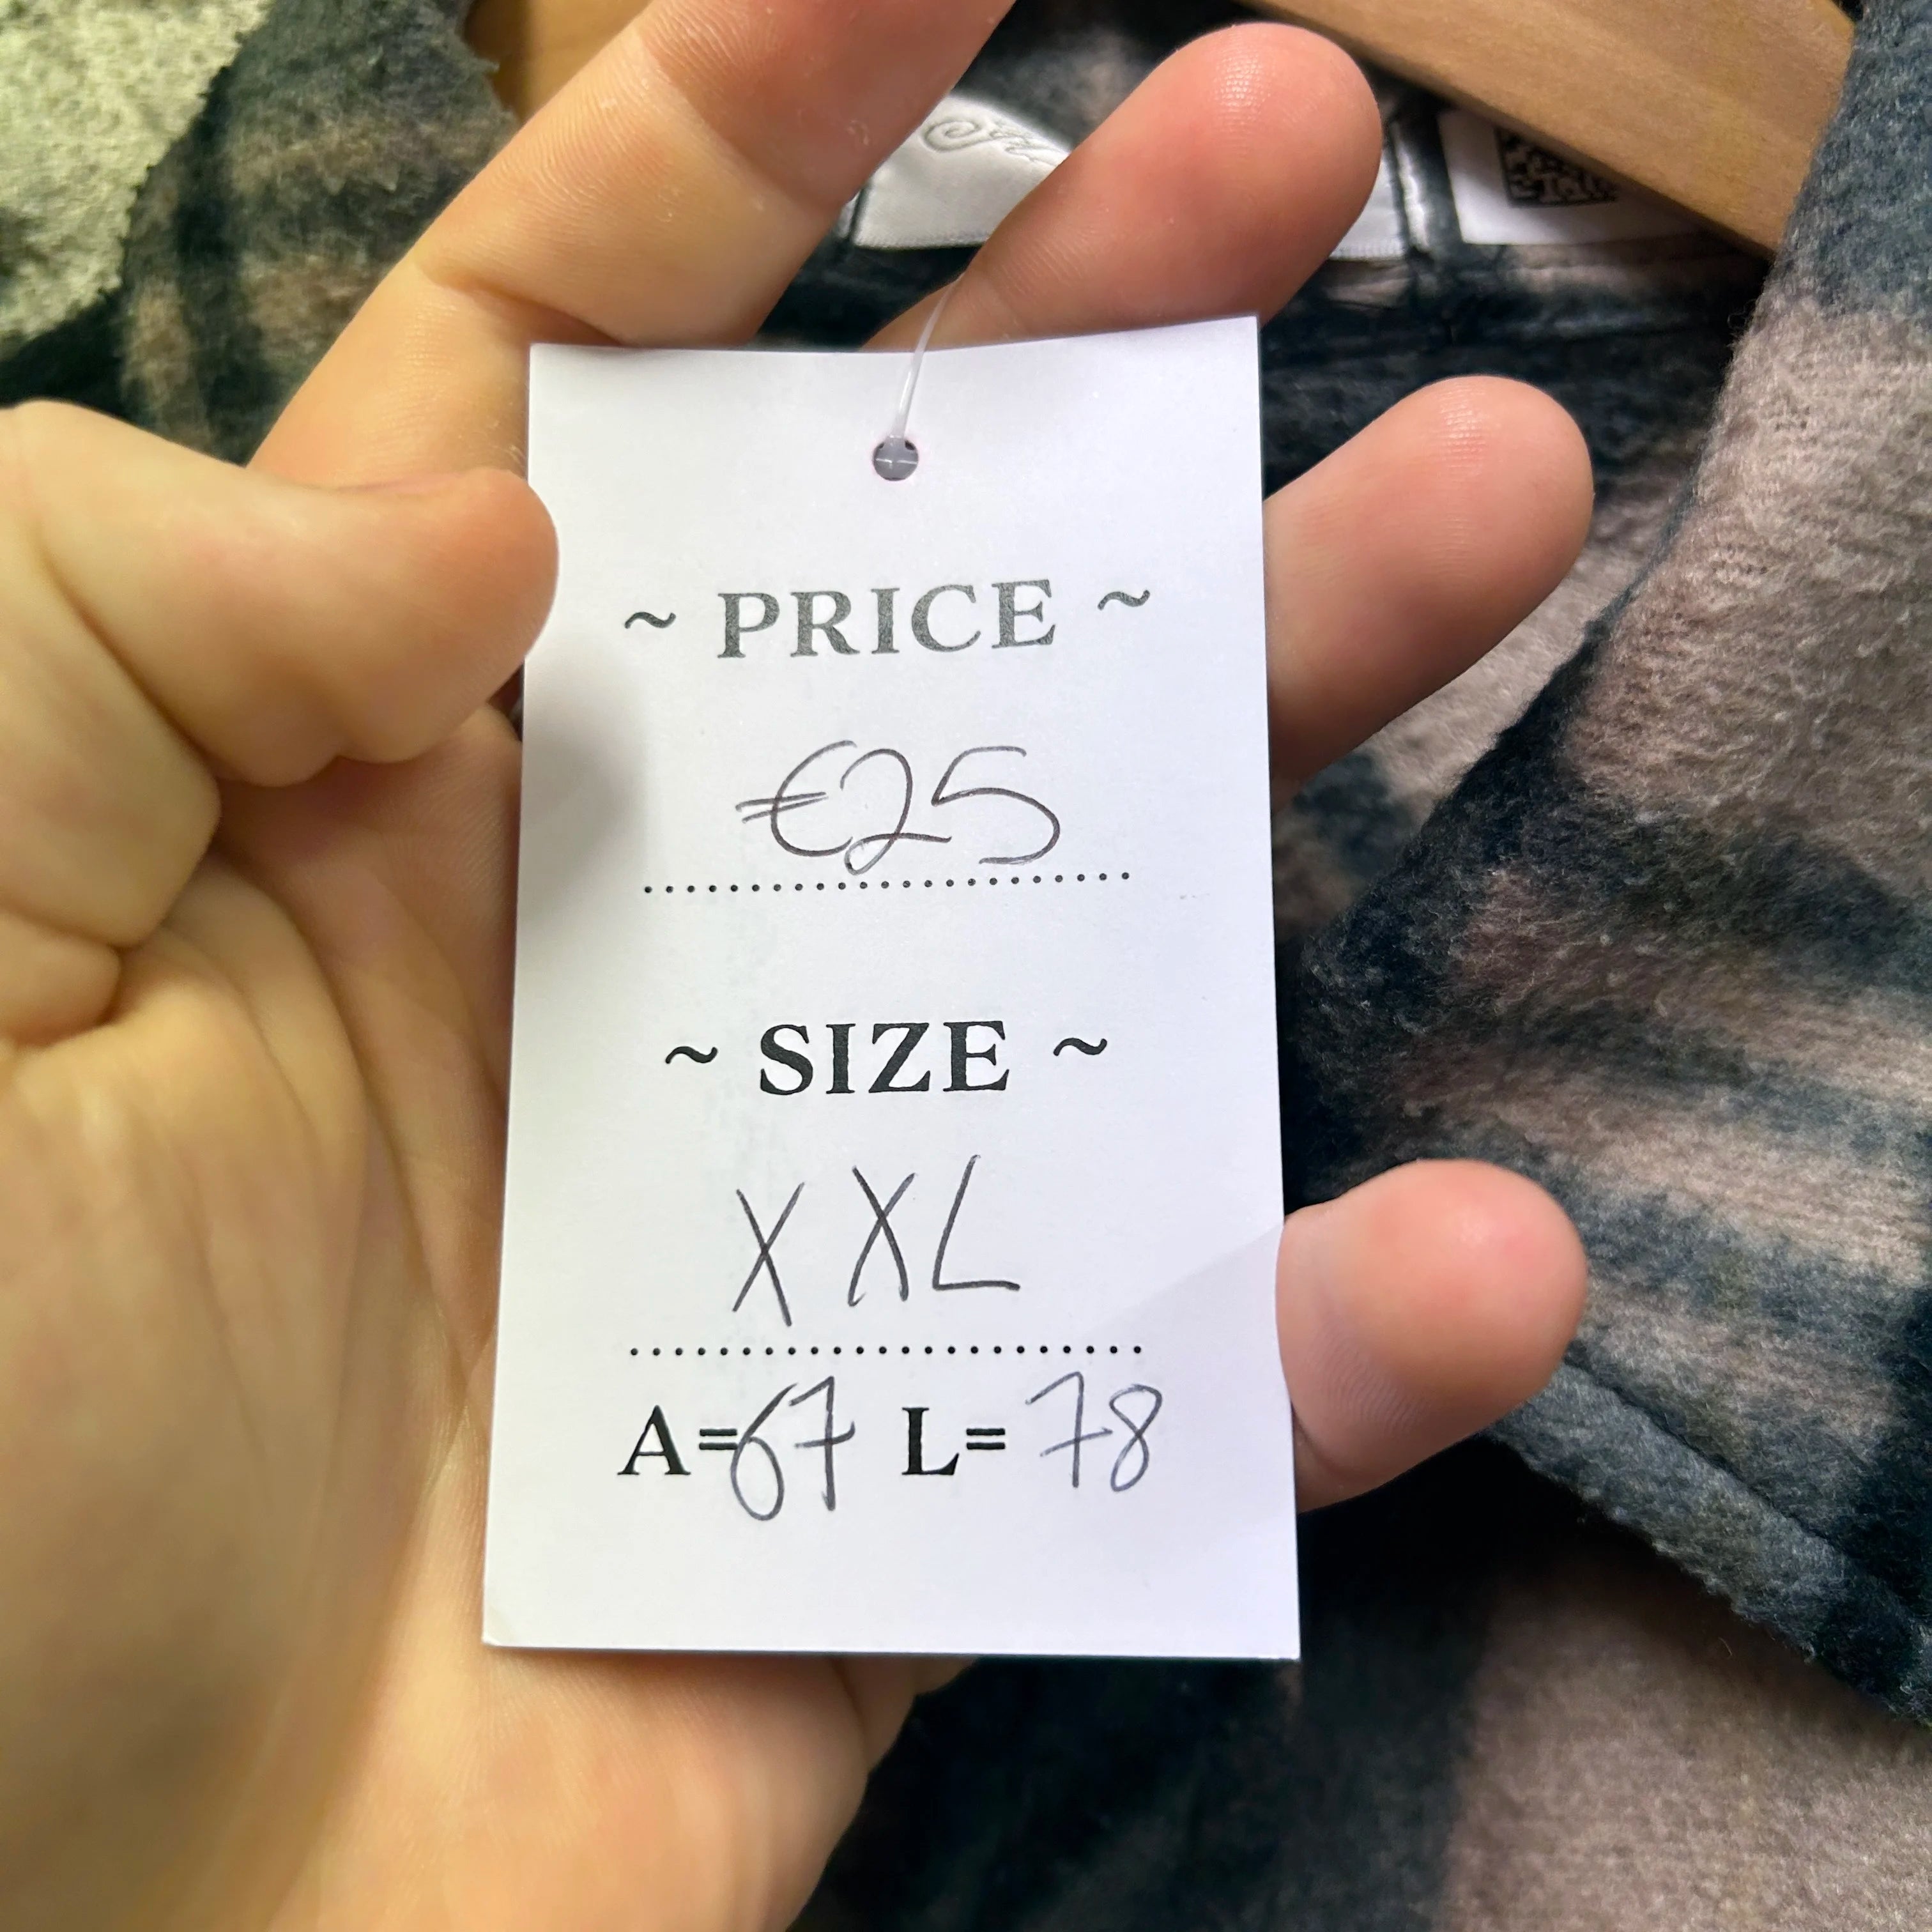 ~ PRICE ~
€25
~ SIZE ~
XXL
A=67 L=78